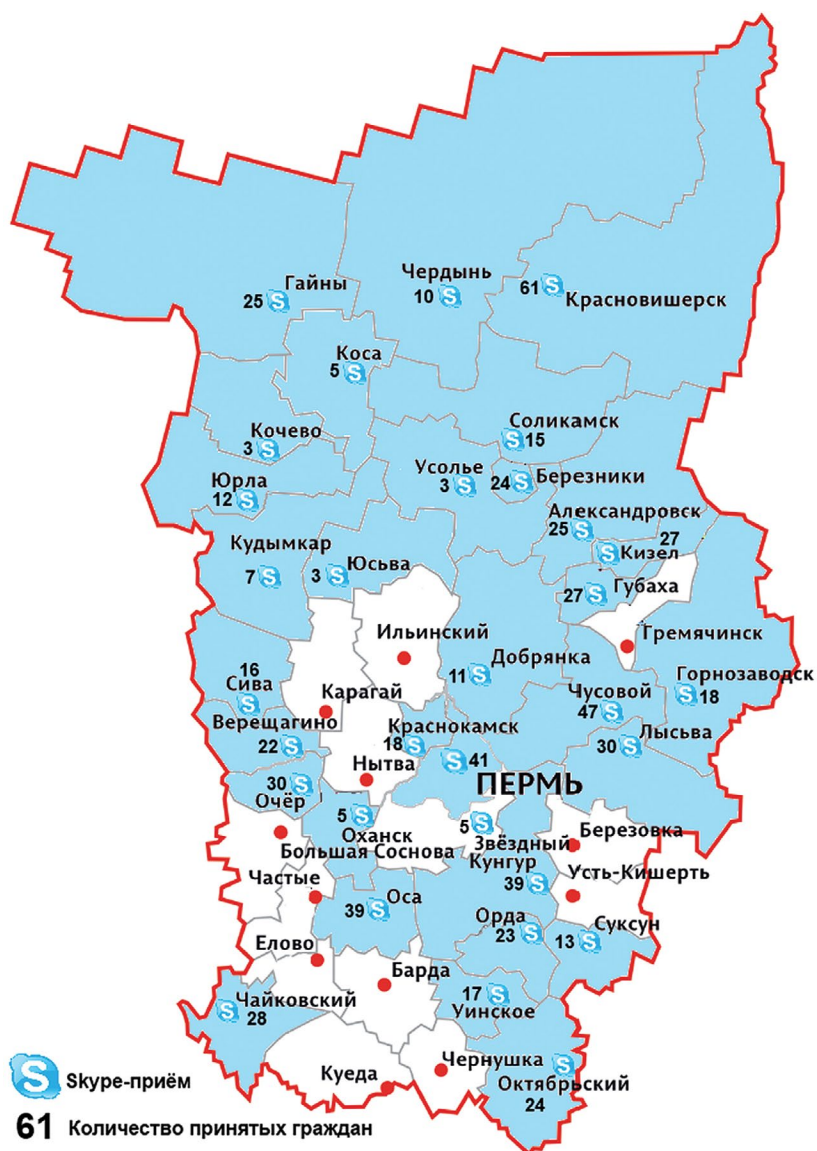 Гайны
25 S
Чердынь
10 S
61 S
Красновишерск
Коса
5 S
Соликамск
S 15
Кочево
3 S
Усолье
3 S
24 S Березники
Юрла
12 S
Александровск
25 S
27
S Кизел
Кудымкар
7 S
Юсьва
3 S
Губаха
27 S
Ильинский
Гремячинск
Добрянка
11 S
16
Сива
S
Карагай
Чусовой
47 S
Горнозаводск
S 18
Верещагино
22 S
Краснокамск
18 S
S 41
Лысьва
30 S
Нытва
ПЕРМЬ
30 S
Очёр
5 S
Оханск
Большая Соснова
5 S
Звёздный
Березовка
Кунгур
39 S
Усть-Кишерть
Частые
Оса
39 S
Орда
23 S
Суксун
13 S
Елово
Барда
Чайковский
S
28
17 S
Уинское
Куеда
Чернушка
S
Октябрьский
24
S Skype-приём
61 Количество принятых граждан